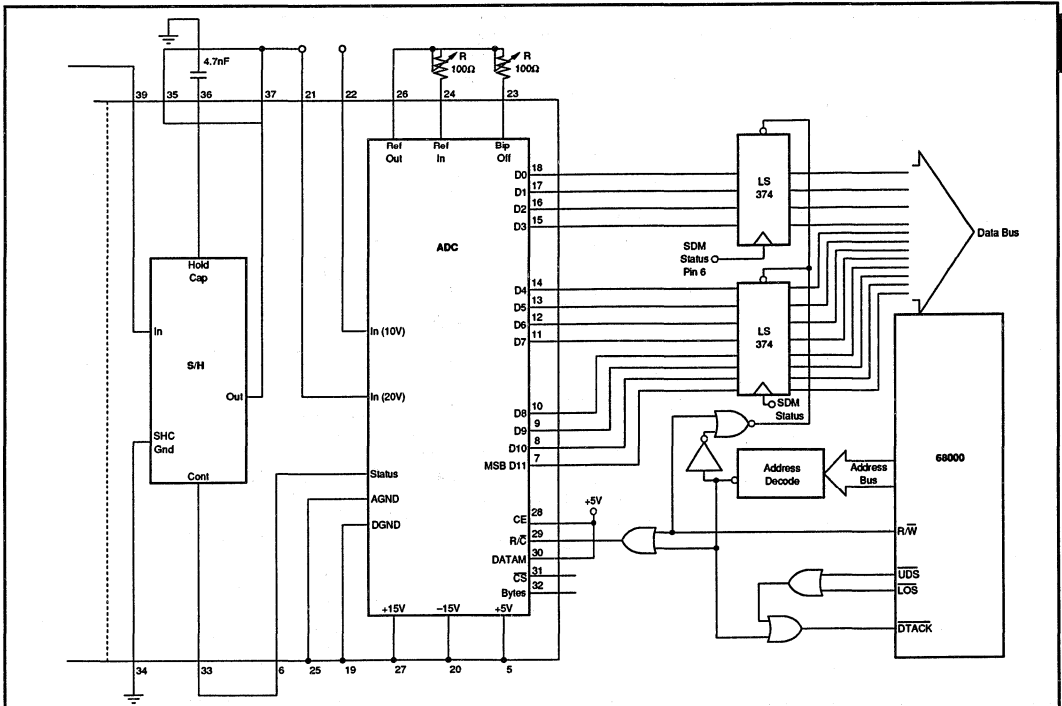 4.7nF
R
100Ω
R
100Ω
39
35
36
37
21
22
26
24
23
Ref
Out
Ref
In
Bip
Off
D0
18
D1
17
D2
16
D3
15
ADC
LS
374
SDM
Status
Pin 6
Data Bus
Hold
Cap
In
S/H
Out
SHC
Gnd
Cont
D4
14
D5
13
D6
12
D7
11
LS
374
SDM
Status
In (10V)
In (20V)
D8
10
D9
9
D10
8
MSB D11
7
Status
AGND
DGND
Address
Decode
Address
Bus
68000
+5V
CE
28
R/C̅
29
DATAM
30
C̅S̅
31
Bytes
32
R/W̅
U̅D̅S̅
L̅O̅S̅
D̅T̅A̅C̅K̅
+15V
–15V
+5V
34
33
6
25
19
27
20
5